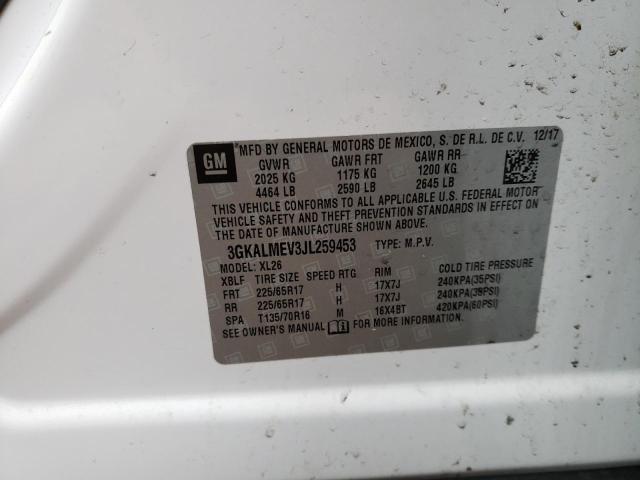 GM
MFD BY GENERAL MOTORS DE MEXICO, S. DE R.L. DE C.V. 12/17
GVWR GAWR FRT GAWR RR
2025 KG 1175 KG 1200 KG
4464 LB 2590 LB 2645 LB
THIS VEHICLE CONFORMS TO ALL APPLICABLE U.S. FEDERAL MOTOR
VEHICLE SAFETY AND THEFT PREVENTION STANDARDS IN EFFECT ON
THE DATE OF MANUFACTURE SHOWN ABOVE.
3GKALMEV3JL259453 TYPE: M.P.V.
MODEL: XL26
XBLF TIRE SIZE SPEED RTG RIM COLD TIRE PRESSURE
FRT 225/65R17 H 17X7J 240KPA(35PSI)
RR 225/65R17 H 17X7J 240KPA(35PSI)
SPA T135/70R16 M 16X4BT 420KPA(60PSI)
SEE OWNER'S MANUAL FOR MORE INFORMATION